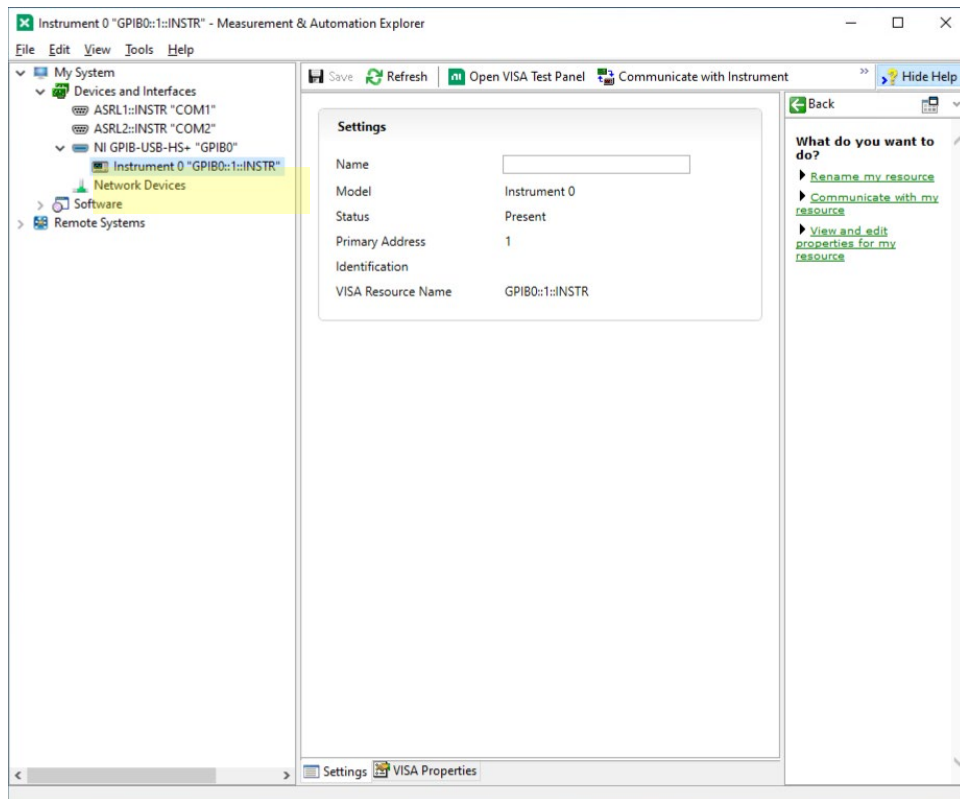 Instrument 0 "GPIB0::1::INSTR" - Measurement & Automation Explorer
File Edit View Tools Help
My System
Devices and Interfaces
ASRL1::INSTR "COM1"
ASRL2::INSTR "COM2"
NI GPIB-USB-HS+ "GPIB0"
Instrument 0 "GPIB0::1::INSTR"
Network Devices
Software
Remote Systems
Save Refresh Open VISA Test Panel Communicate with Instrument » Hide Help
Settings
Name
Model Instrument 0
Status Present
Primary Address 1
Identification
VISA Resource Name GPIB0::1::INSTR
Back
What do you want to
do?
Rename my resource
Communicate with my
resource
View and edit
properties for my
resource
Settings VISA Properties